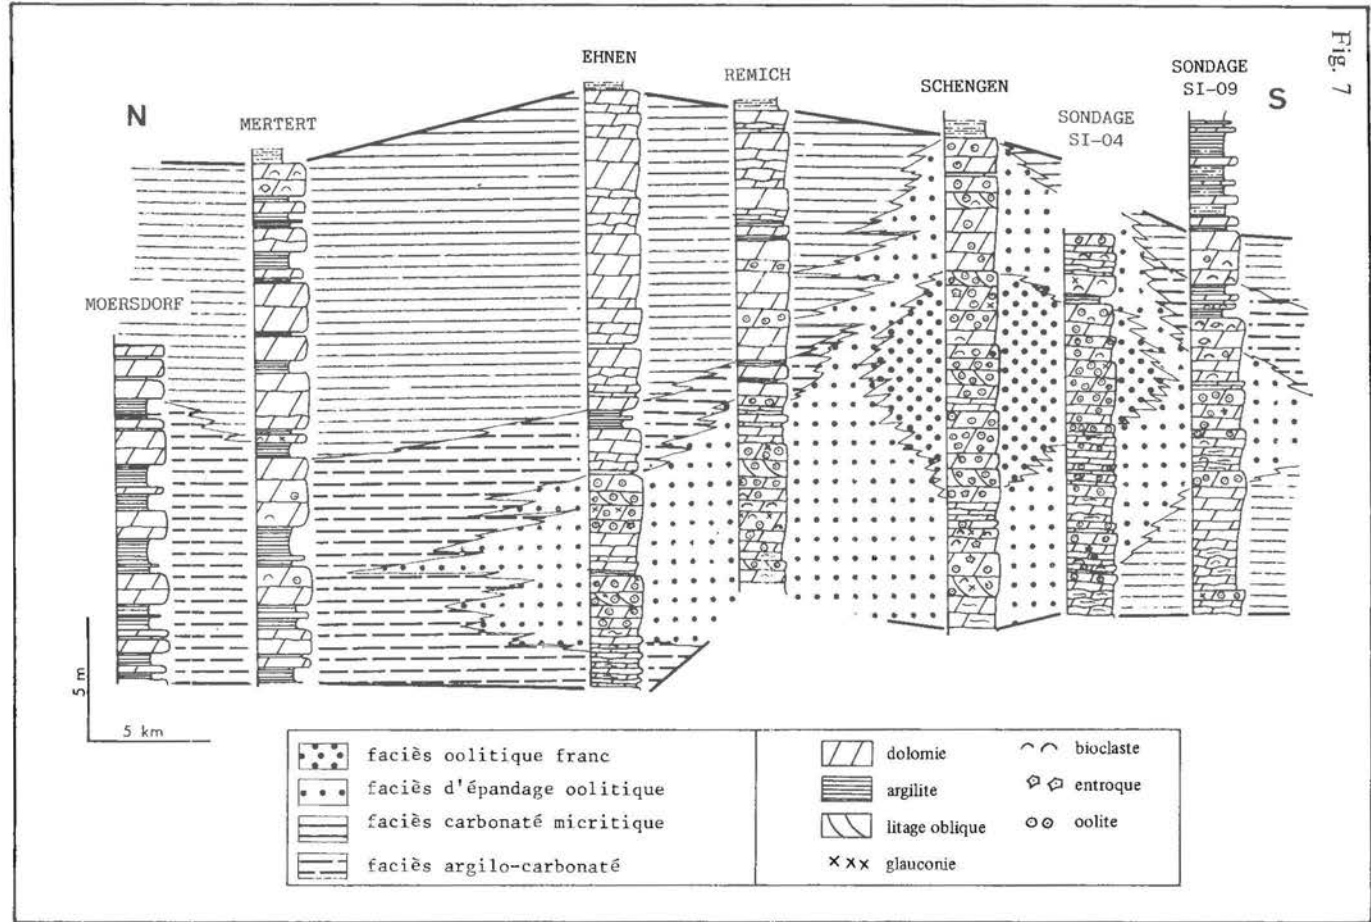 Fig. 7
N
MOERSDORF
MERTERT
EHNEN
REMICH
SCHENGEN
SONDAGE
SI-04
SONDAGE
SI-09
S
5 m
5 km
faciès oolitique franc
faciès d'épandage oolitique
faciès carbonaté micritique
faciès argilo-carbonaté
dolomie
argilite
litage oblique
xxx glauconie
bioclaste
entroque
oolite